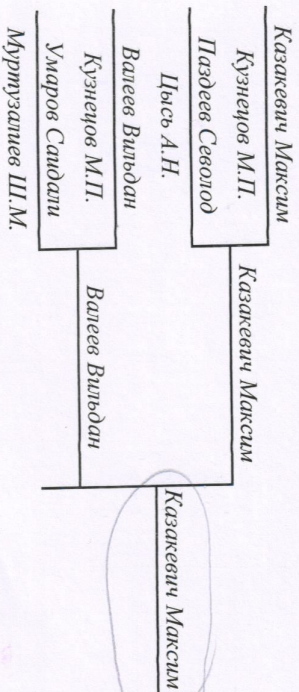 Казакевич Максим
Кузнецов М.П.
Паздеев Севолод
Цысь А.Н.
Валеев Вильдан
Кузнецов М.П.
Умаров Саидали
Муртузалиев Ш.М.
Казакевич Максим
Валеев Вильдан
Казакевич Максим